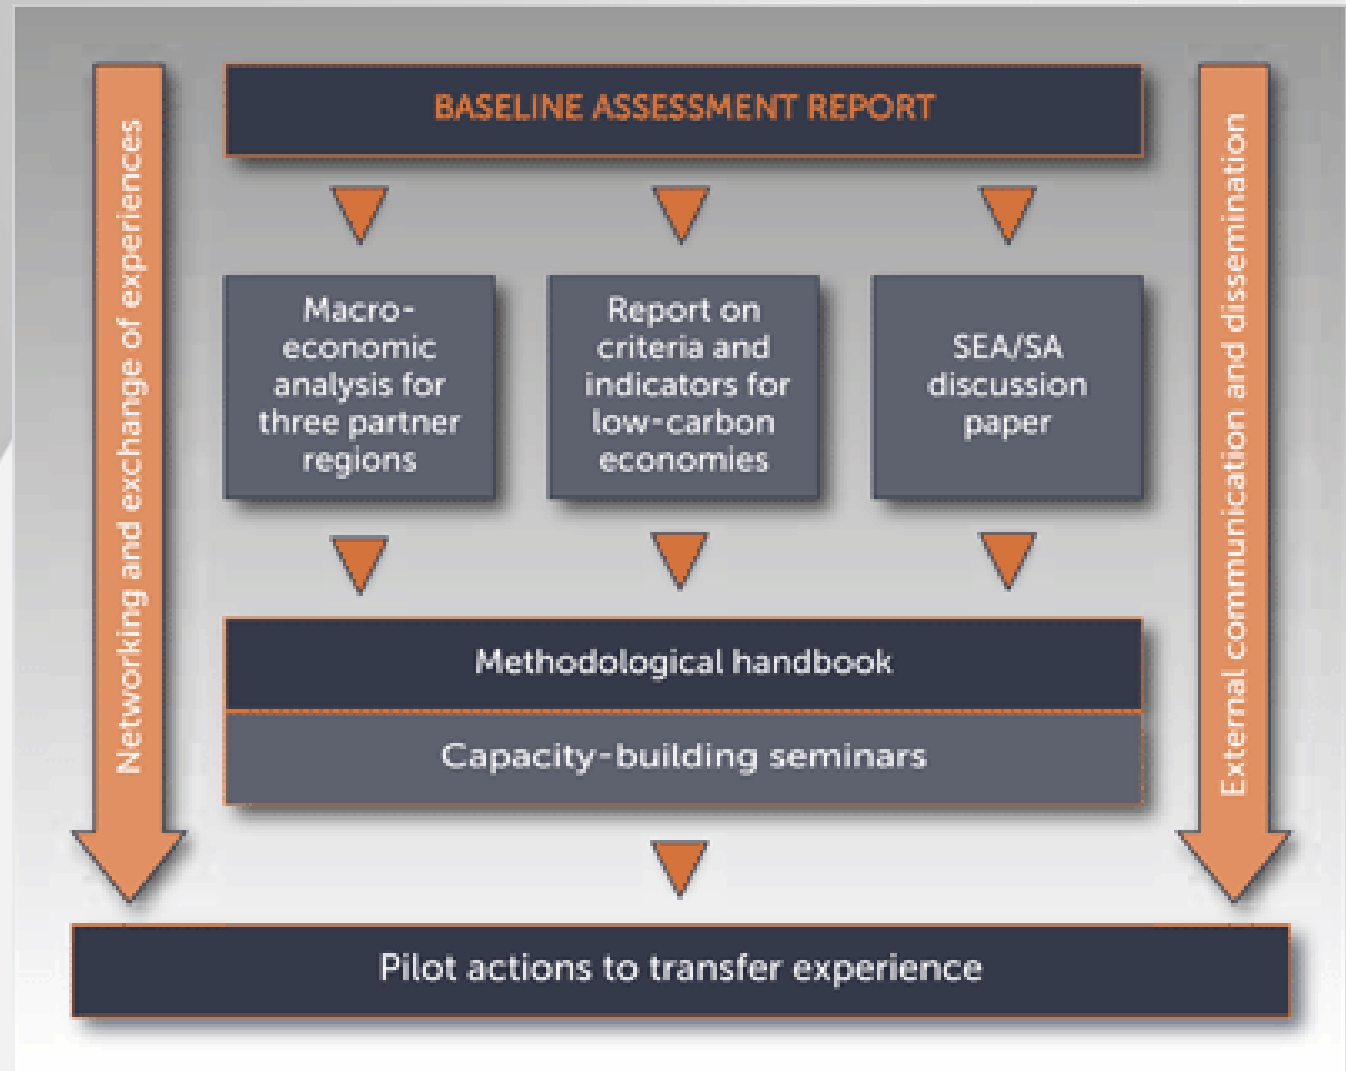 BASELINE ASSESSMENT REPORT
Networking and exchange of experiences
External communication and dissemination
Macro-
economic
analysis for
three partner
regions
Report on
criteria and
indicators for
low-carbon
economies
SEA/SA
discussion
paper
Methodological handbook
Capacity-building seminars
Pilot actions to transfer experience